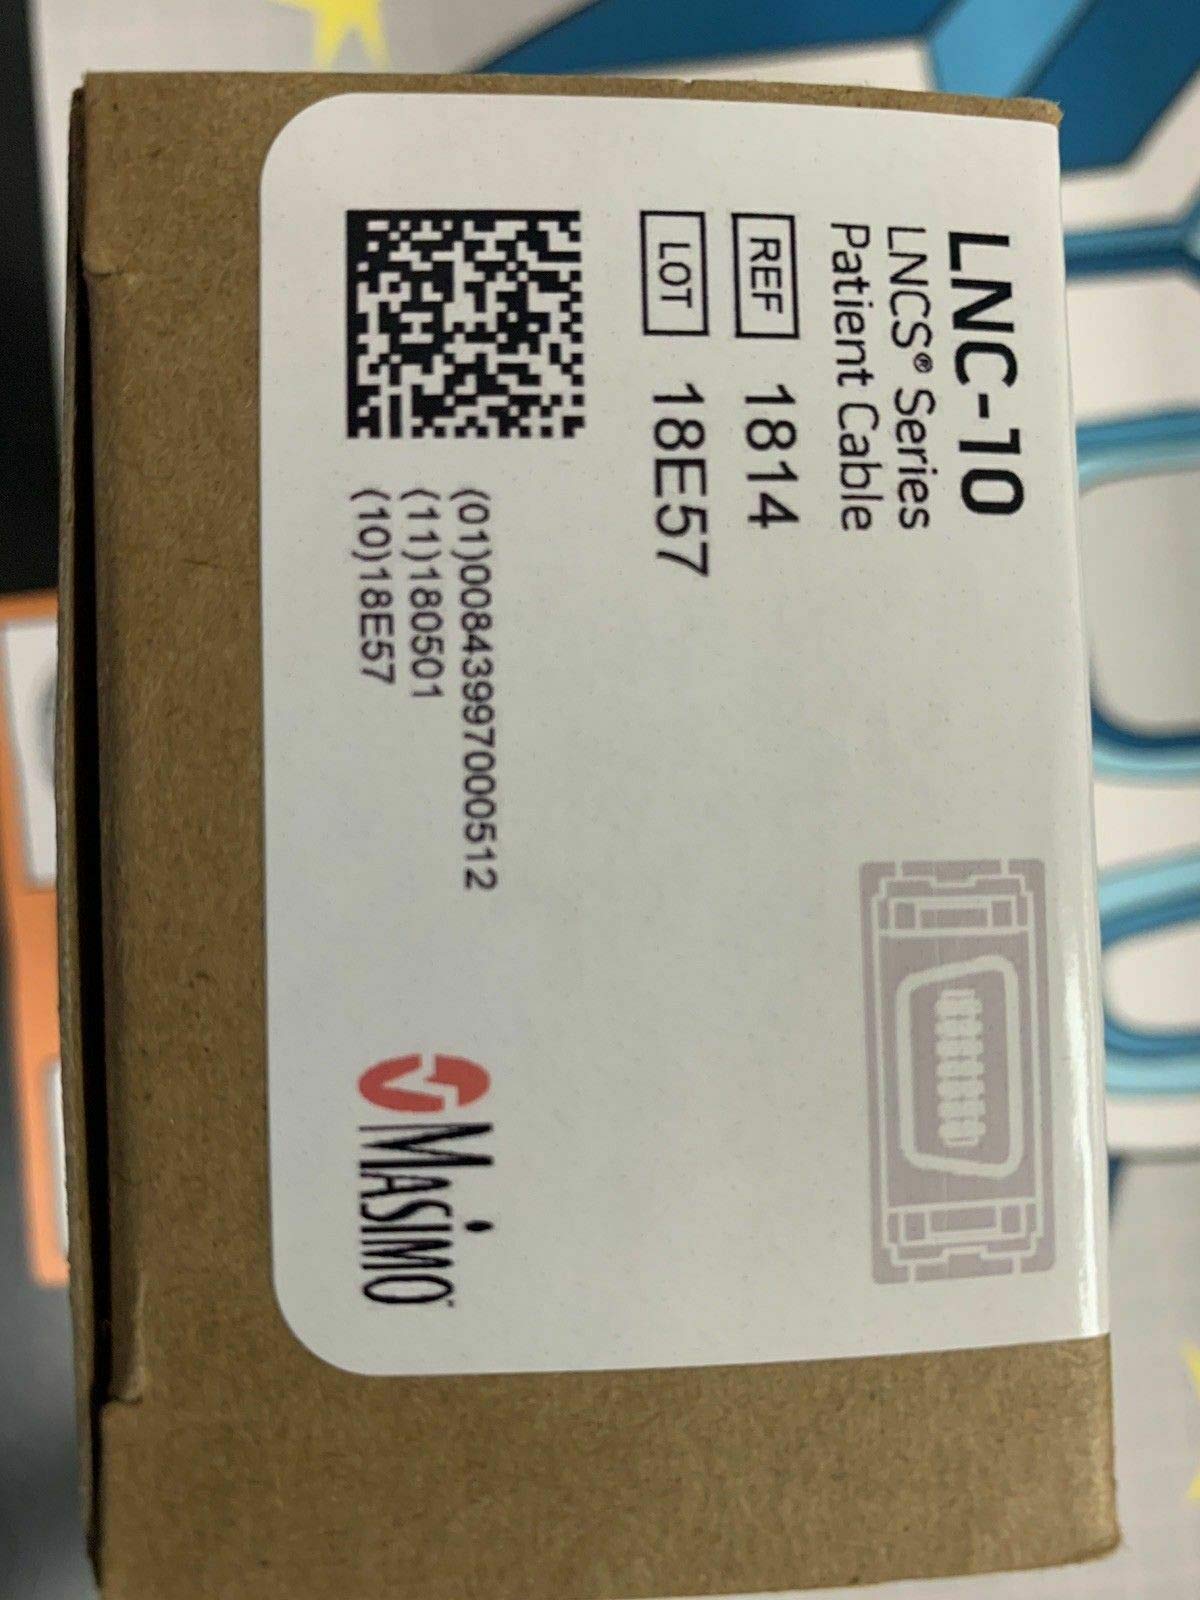 LNC-10
LNCS® Series
Patient Cable
REF 1814
LOT 18E57
(01)00843997000512
(11)180501
(10)18E57
MASIMO